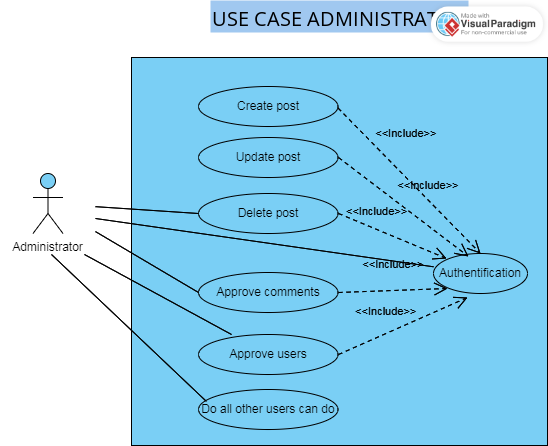 USE CASE ADMINISTRAT
Made with
Visual Paradigm
For non-commercial use
Create post
<<Include>>
Update post
<<Include>>
Delete post
<<Include>>
Administrator
<<Include>>
Authentification
Approve comments
<<Include>>
Approve users
Do all other users can do